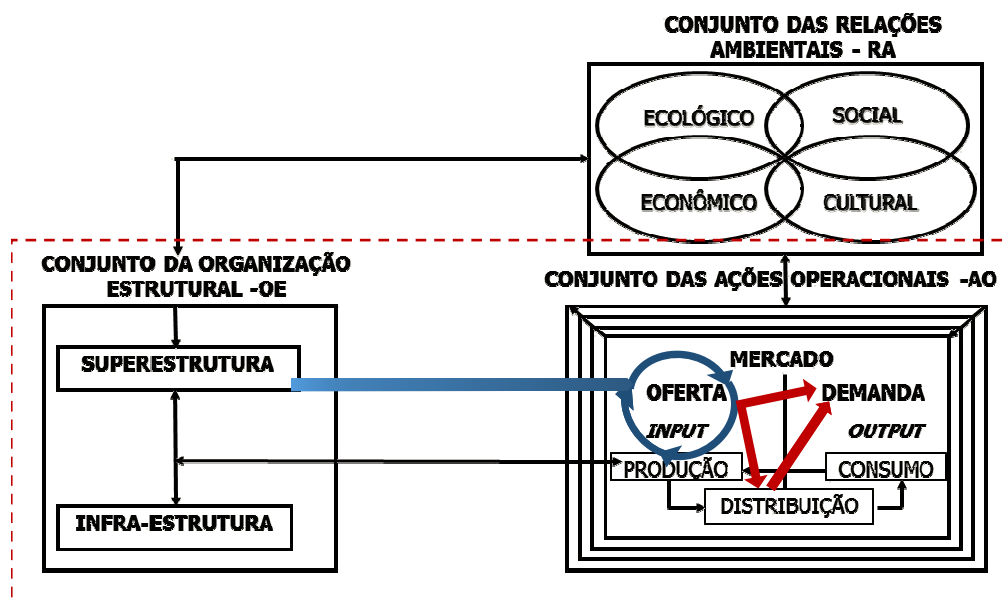 CONJUNTO DAS RELAÇÕES
AMBIENTAIS - RA
ECOLÓGICO
SOCIAL
ECONÔMICO
CULTURAL
CONJUNTO DA ORGANIZAÇÃO
ESTRUTURAL -OE
SUPERESTRUTURA
INFRA-ESTRUTURA
CONJUNTO DAS AÇÕES OPERACIONAIS -AO
MERCADO
OFERTA
DEMANDA
INPUT
OUTPUT
PRODUÇÃO
CONSUMO
DISTRIBUIÇÃO